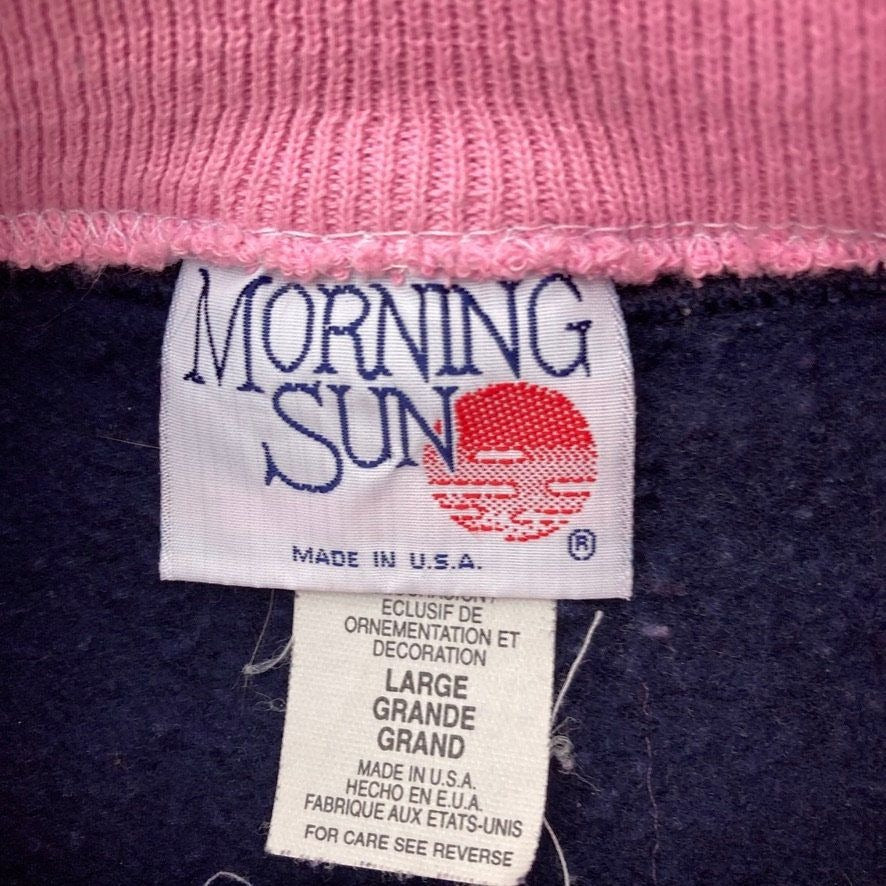 MORNING
SUN
MADE IN U.S.A. ®
ECLUSIF DE
ORNEMENTATION ET
DECORATION
LARGE
GRANDE
GRAND
MADE IN U.S.A.
HECHO EN E.U.A.
FABRIQUE AUX ETATS-UNIS
FOR CARE SEE REVERSE